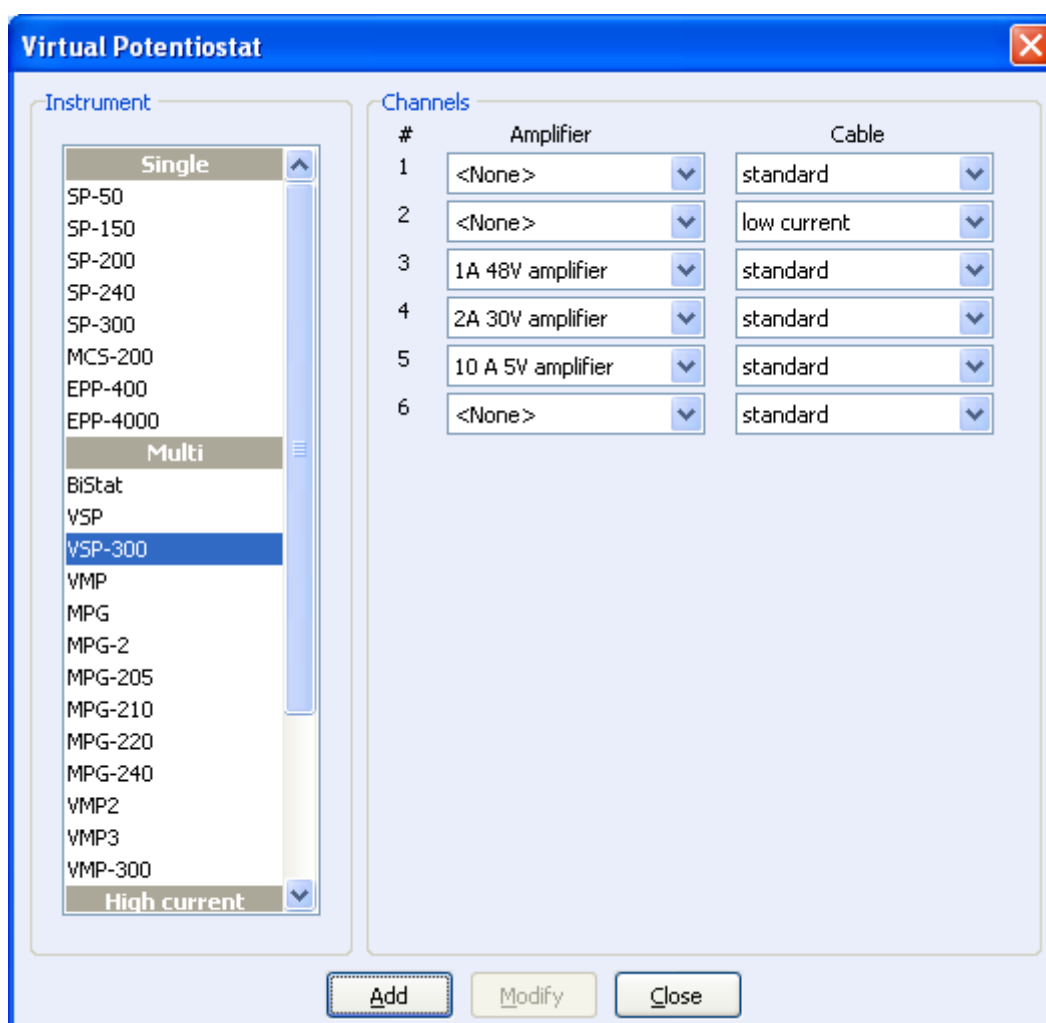 Virtual Potentiostat
Instrument
Single
SP-50
SP-150
SP-200
SP-240
SP-300
MCS-200
EPP-400
EPP-4000
Multi
BiStat
VSP
VSP-300
VMP
MPG
MPG-2
MPG-205
MPG-210
MPG-220
MPG-240
VMP2
VMP3
VMP-300
High current
Channels
# Amplifier Cable
1 <None> standard
2 <None> low current
3 1A 48V amplifier standard
4 2A 30V amplifier standard
5 10 A 5V amplifier standard
6 <None> standard
Add Modify Close